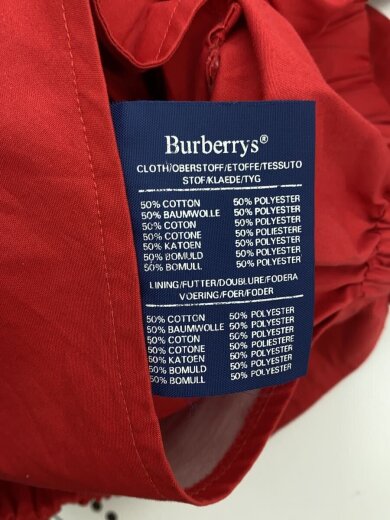 Burberrys®
CLOTH/OBERSTOFF/ETOFFE/TESSUTO
STOF/KLAEDE/TYG
50% COTTON 50% POLYESTER
50% BAUMWOLLE 50% POLYESTER
50% COTON 50% POLYESTER
50% COTONE 50% POLIESTERE
50% KATOEN 50% POLYESTER
50% BOMULD 50% POLYESTER
50% BOMULL 50% POLYESTER
LINING/FUTTER/DOUBLURE/FODERA
VOERING/FOER/FODER
50% COTTON 50% POLYESTER
50% BAUMWOLLE 50% POLYESTER
50% COTON 50% POLYESTER
50% COTONE 50% POLIESTERE
50% KATOEN 50% POLYESTER
50% BOMULD 50% POLYESTER
50% BOMULL 50% POLYESTER